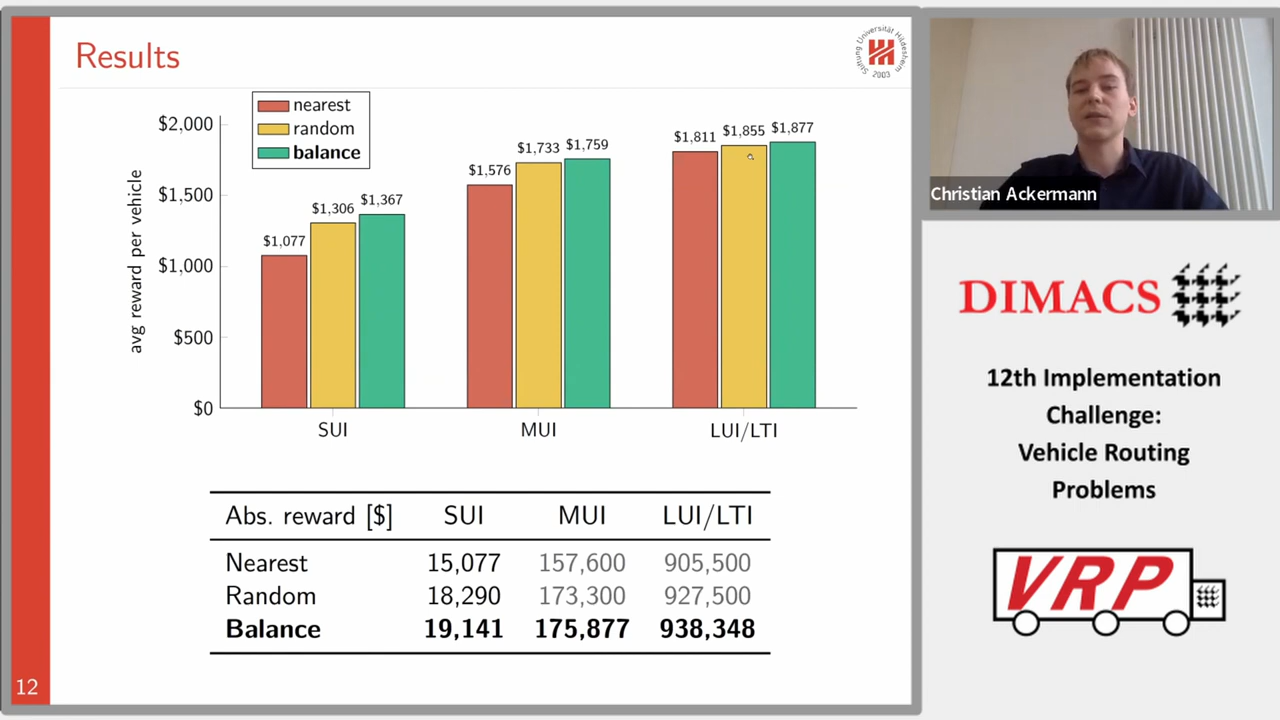 Results
Stiftung Universität Hildesheim
2003
nearest
random
balance
avg reward per vehicle
$2,000
$1,500
$1,000
$500
$0
$1,077
$1,306
$1,367
$1,576
$1,733
$1,759
$1,811
$1,855
$1,877
SUI
MUI
LUI/LTI
Abs. reward [$] SUI MUI LUI/LTI
Nearest 15,077 157,600 905,500
Random 18,290 173,300 927,500
Balance 19,141 175,877 938,348
12
Christian Ackermann
DIMACS
12th Implementation
Challenge:
Vehicle Routing
Problems
VRP